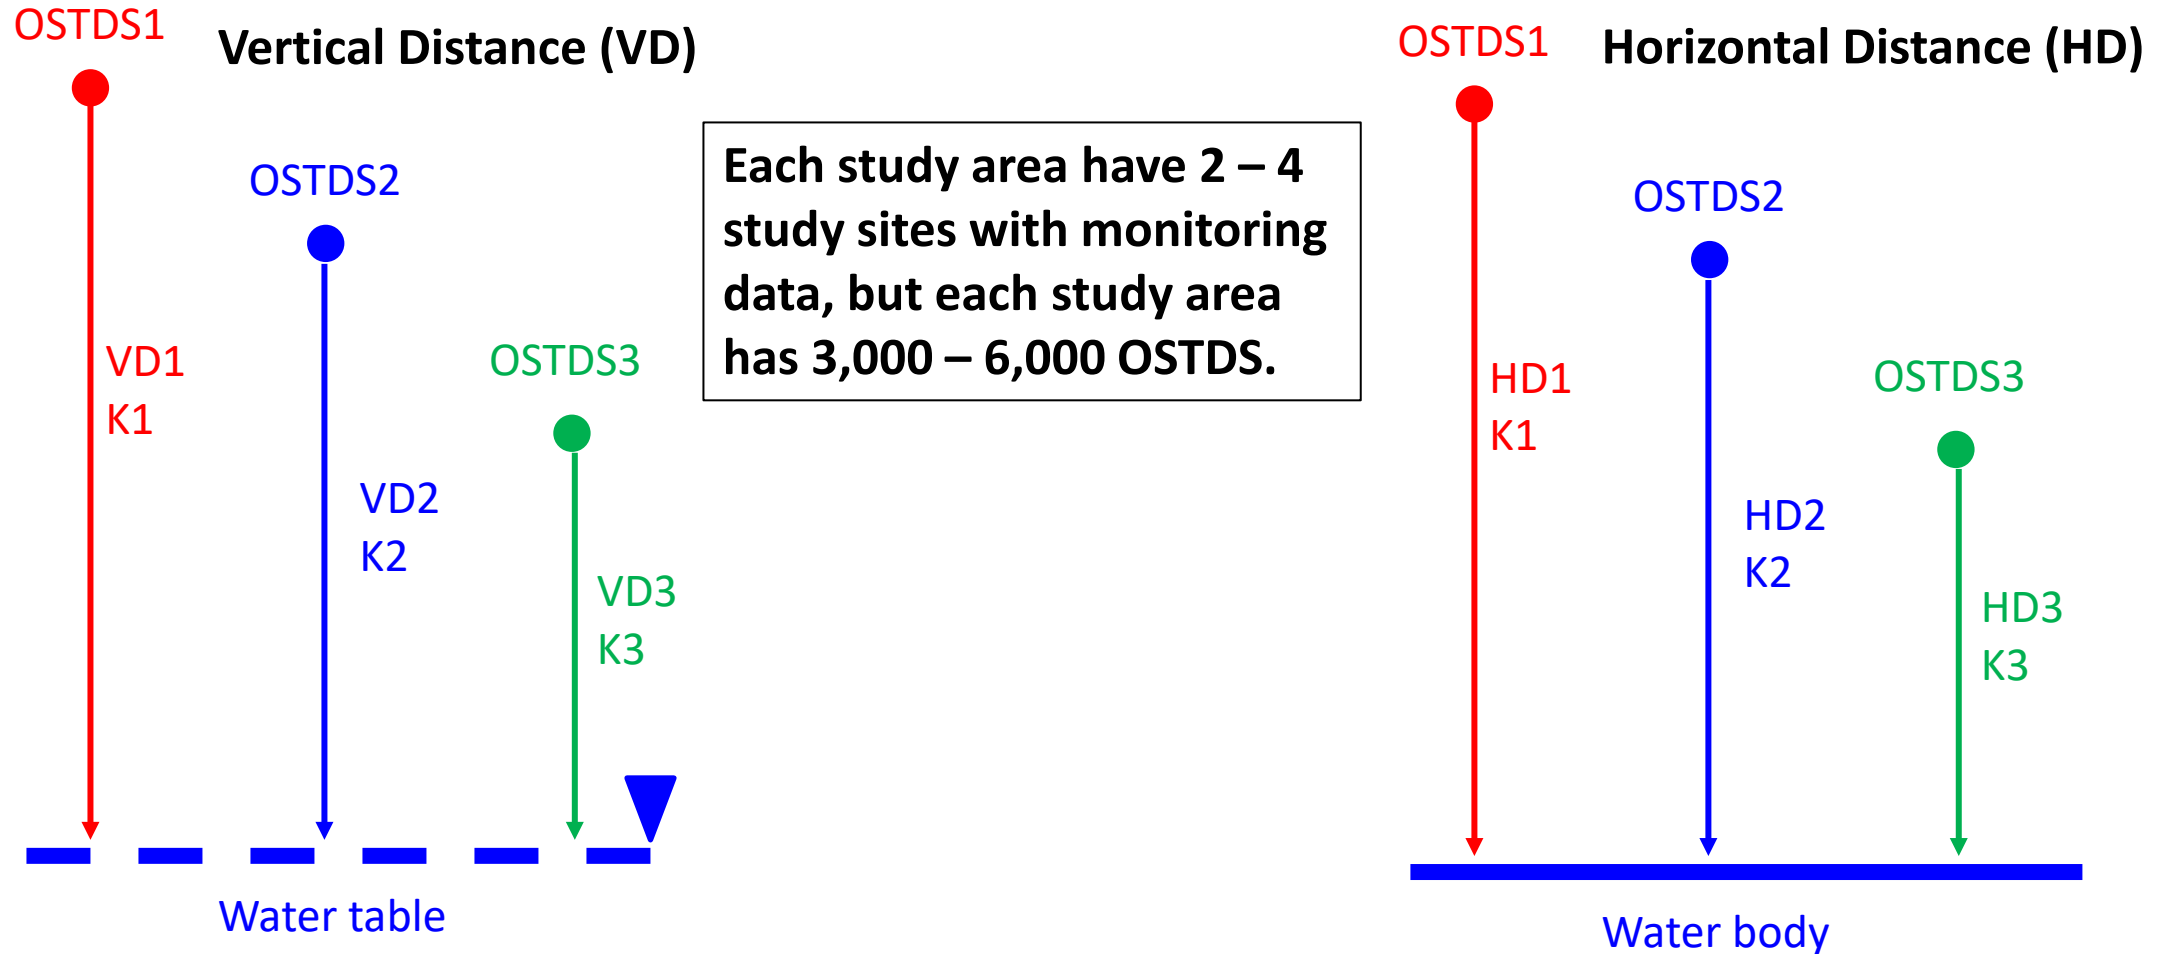 OSTDS1
Vertical Distance (VD)
OSTDS2
OSTDS3
VD1
K1
VD2
K2
VD3
K3
Water table
Each study area have 2 – 4
study sites with monitoring
data, but each study area
has 3,000 – 6,000 OSTDS.
OSTDS1
Horizontal Distance (HD)
OSTDS2
OSTDS3
HD1
K1
HD2
K2
HD3
K3
Water body